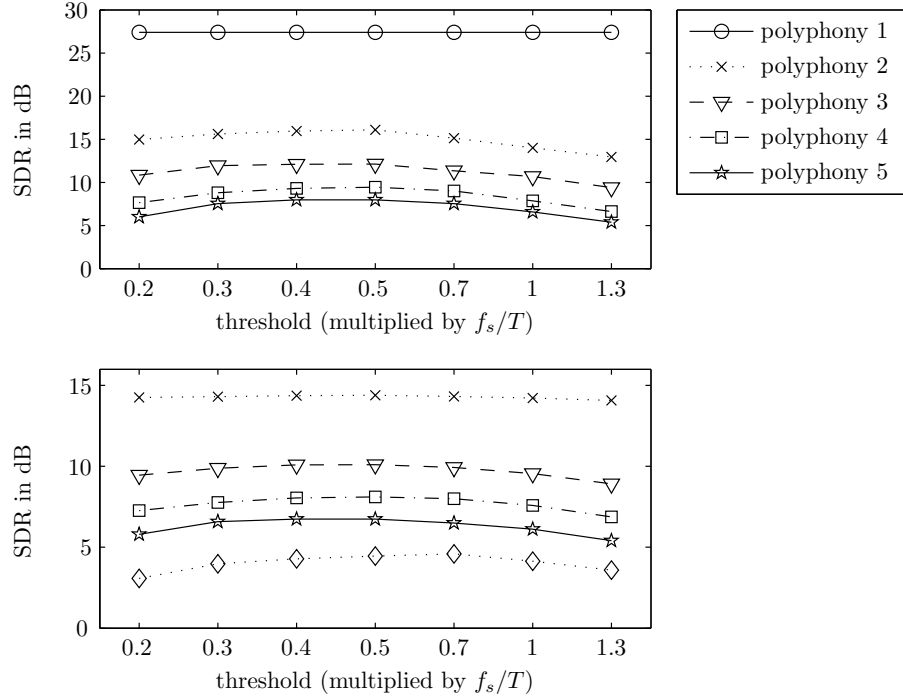 30
25
20
15
10
5
0
SDR in dB
0.2 0.3 0.4 0.5 0.7 1 1.3
threshold (multiplied by f_s/T)
polyphony 1
polyphony 2
polyphony 3
polyphony 4
polyphony 5
15
10
5
0
SDR in dB
0.2 0.3 0.4 0.5 0.7 1 1.3
threshold (multiplied by f_s/T)